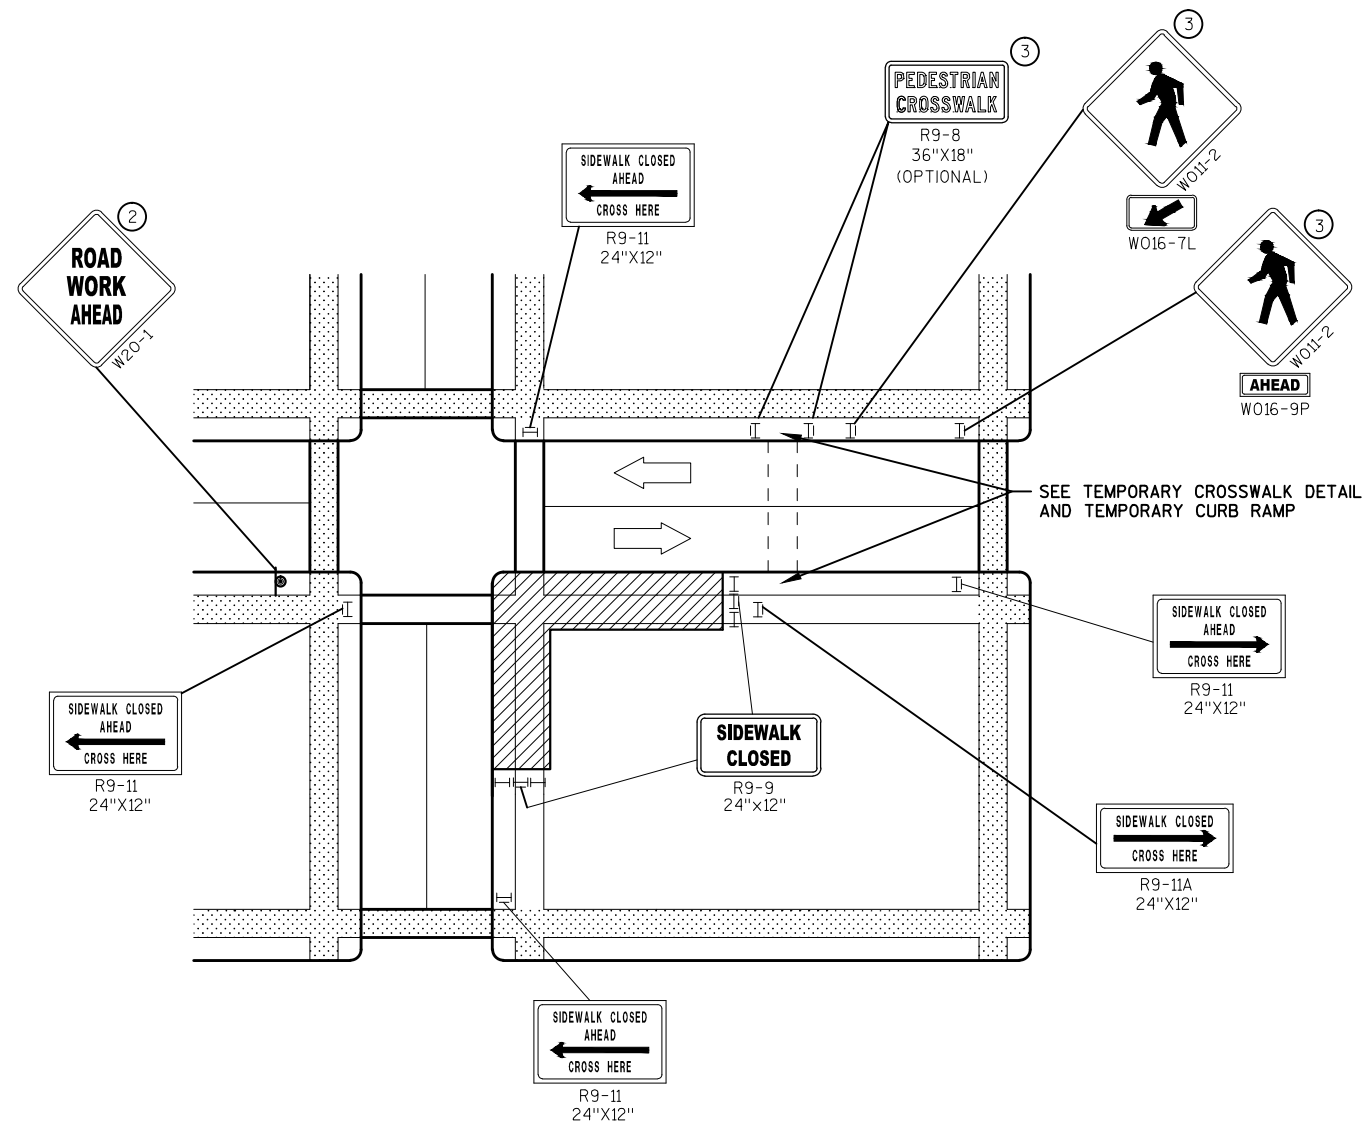 3
3
PEDESTRIAN
CROSSWALK
R9-8
36"X18"
(OPTIONAL)
WO11-2
WO16-7L
SIDEWALK CLOSED
AHEAD
CROSS HERE
R9-11
24"X12"
2
ROAD
WORK
AHEAD
W20-1
3
WO11-2
AHEAD
WO16-9P
SEE TEMPORARY CROSSWALK DETAIL
AND TEMPORARY CURB RAMP
SIDEWALK CLOSED
AHEAD
CROSS HERE
R9-11
24"X12"
SIDEWALK CLOSED
AHEAD
CROSS HERE
R9-11
24"X12"
SIDEWALK
CLOSED
R9-9
24"x12"
SIDEWALK CLOSED
CROSS HERE
R9-11A
24"X12"
SIDEWALK CLOSED
AHEAD
CROSS HERE
R9-11
24"X12"